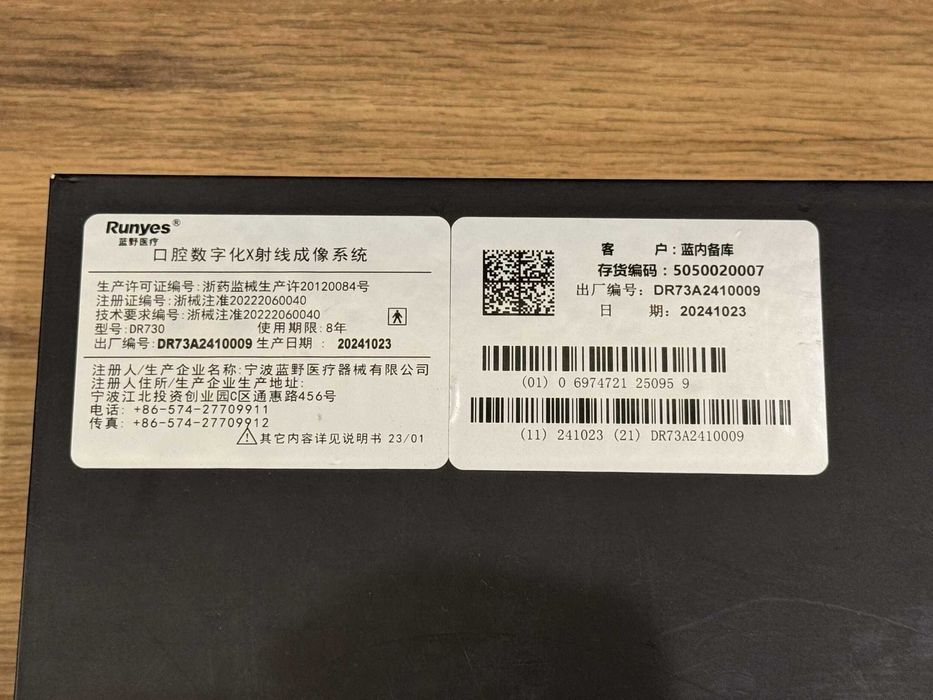 Runyes®
蓝野医疗
口腔数字化X射线成像系统
生产许可证编号:浙药监械生产许20120084号
注册证编号:浙械注准20222060040
技术要求编号:浙械注准20222060040
型号:DR730 使用期限:8年
出厂编号:DR73A2410009 生产日期: 20241023
注册人/生产企业名称:宁波蓝野医疗器械有限公司
注册人住所/生产企业生产地址:
宁波江北投资创业园C区通惠路456号
电话: +86-574-27709911
传真: +86-574-27709912
其它内容详见说明书 23/01
客 户:蓝内备库
存货编码:5050020007
出厂编号:DR73A2410009
日 期:20241023
(01) 0 6974721 25095 9
(11) 241023 (21) DR73A2410009